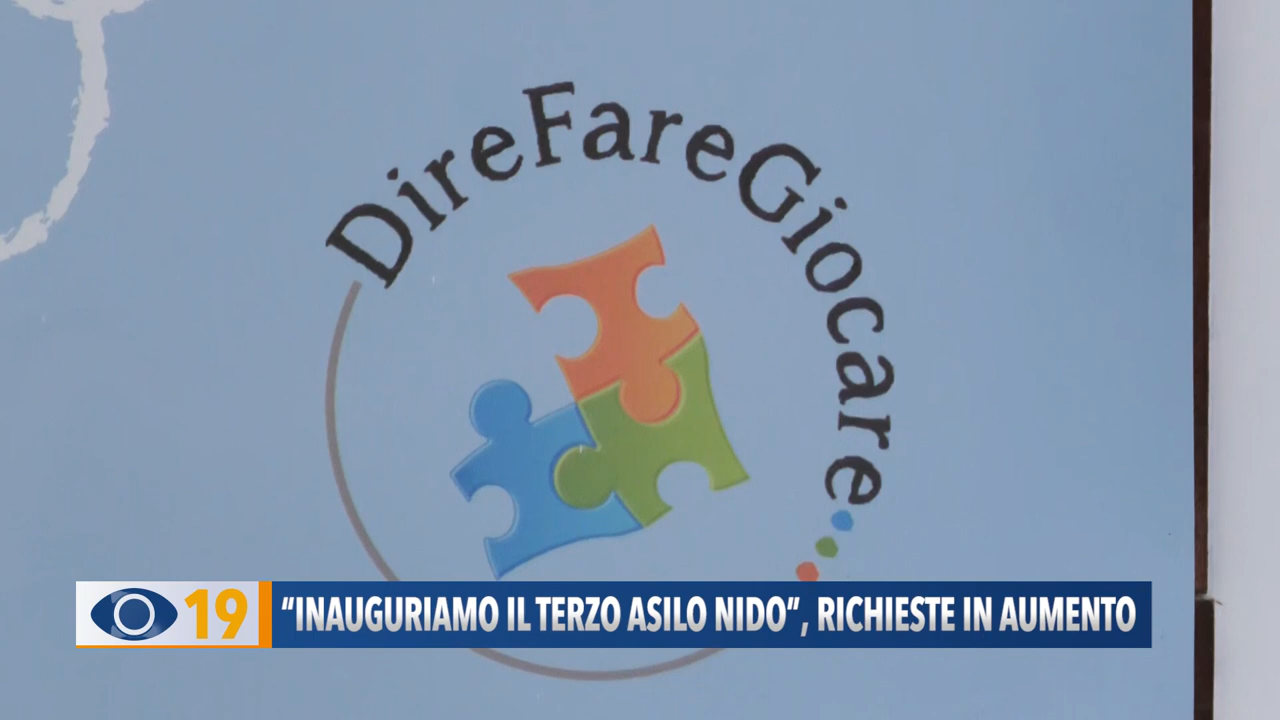 DireFareGiocare
19 “INAUGURIAMO IL TERZO ASILO NIDO”, RICHIESTE IN AUMENTO